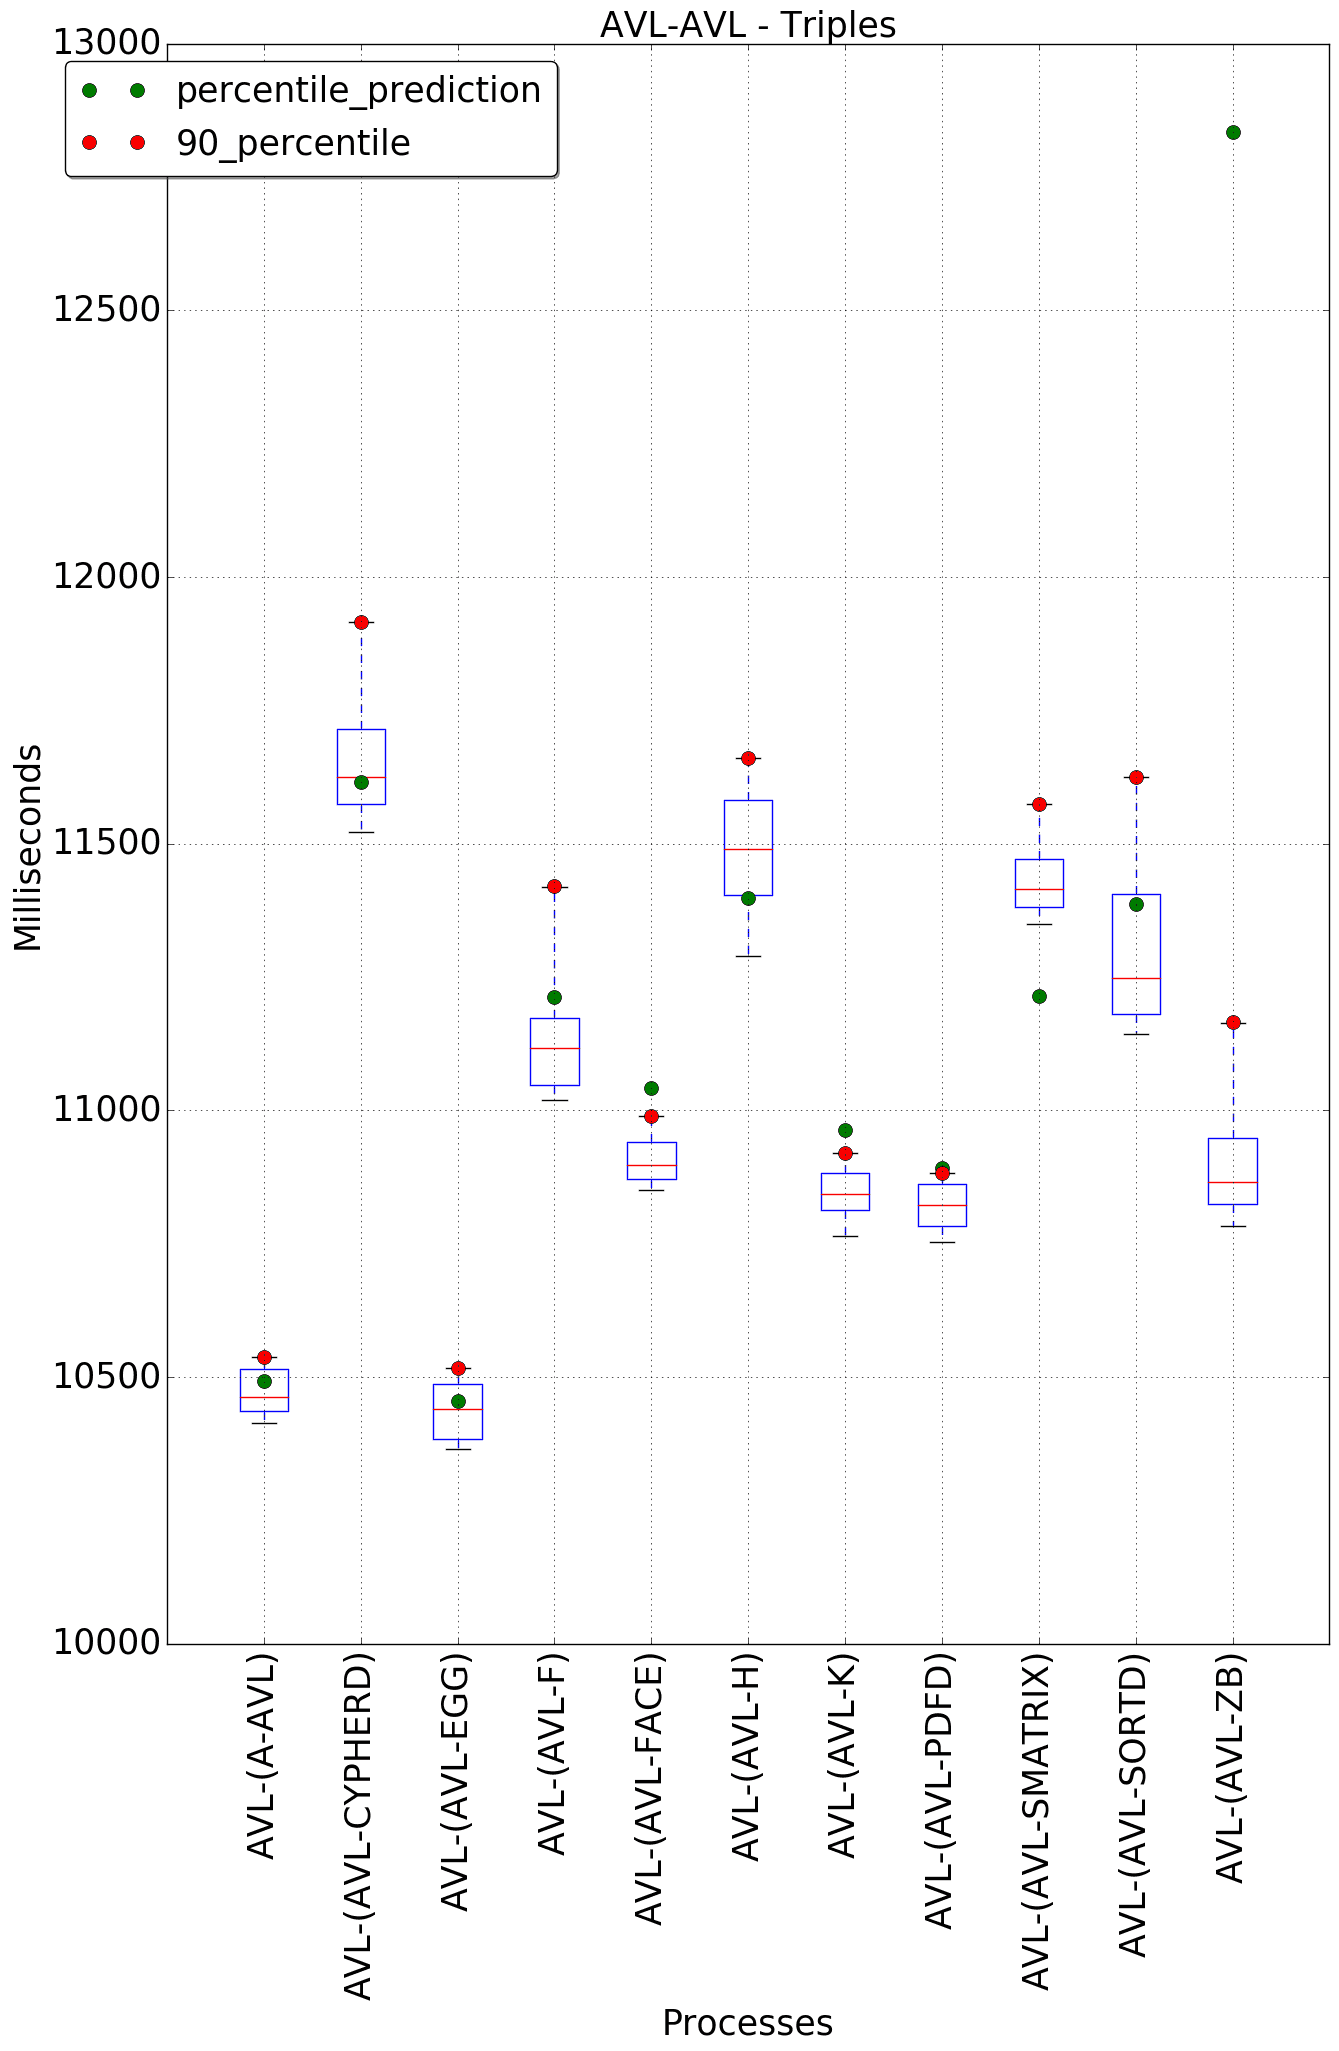 AVL-AVL - Triples
percentile_prediction
90_percentile
13000
12500
12000
11500
11000
10500
10000
Milliseconds
AVL-(A-AVL)
AVL-(AVL-CYPHERD)
AVL-(AVL-EGG)
AVL-(AVL-F)
AVL-(AVL-FACE)
AVL-(AVL-H)
AVL-(AVL-K)
AVL-(AVL-PDFD)
AVL-(AVL-SMATRIX)
AVL-(AVL-SORTD)
AVL-(AVL-ZB)
Processes